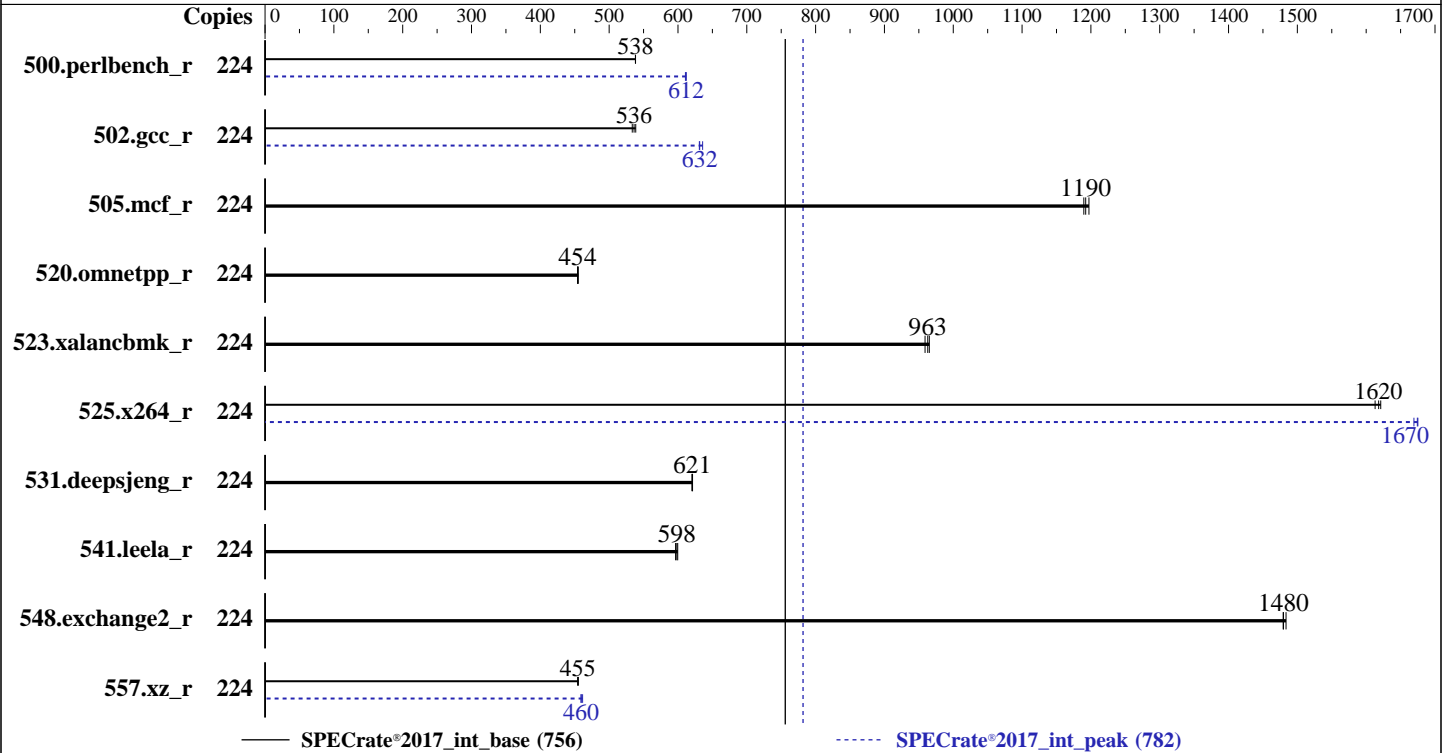 Copies 0 100 200 300 400 500 600 700 800 900 1000 1100 1200 1300 1400 1500 1700
500.perlbench_r 224 538
612
502.gcc_r 224 536
632
505.mcf_r 224 1190
520.omnetpp_r 224 454
523.xalancbmk_r 224 963
525.x264_r 224 1620
1670
531.deepsjeng_r 224 621
541.leela_r 224 598
548.exchange2_r 224 1480
557.xz_r 224 455
460
SPECrate®2017_int_base (756) SPECrate®2017_int_peak (782)